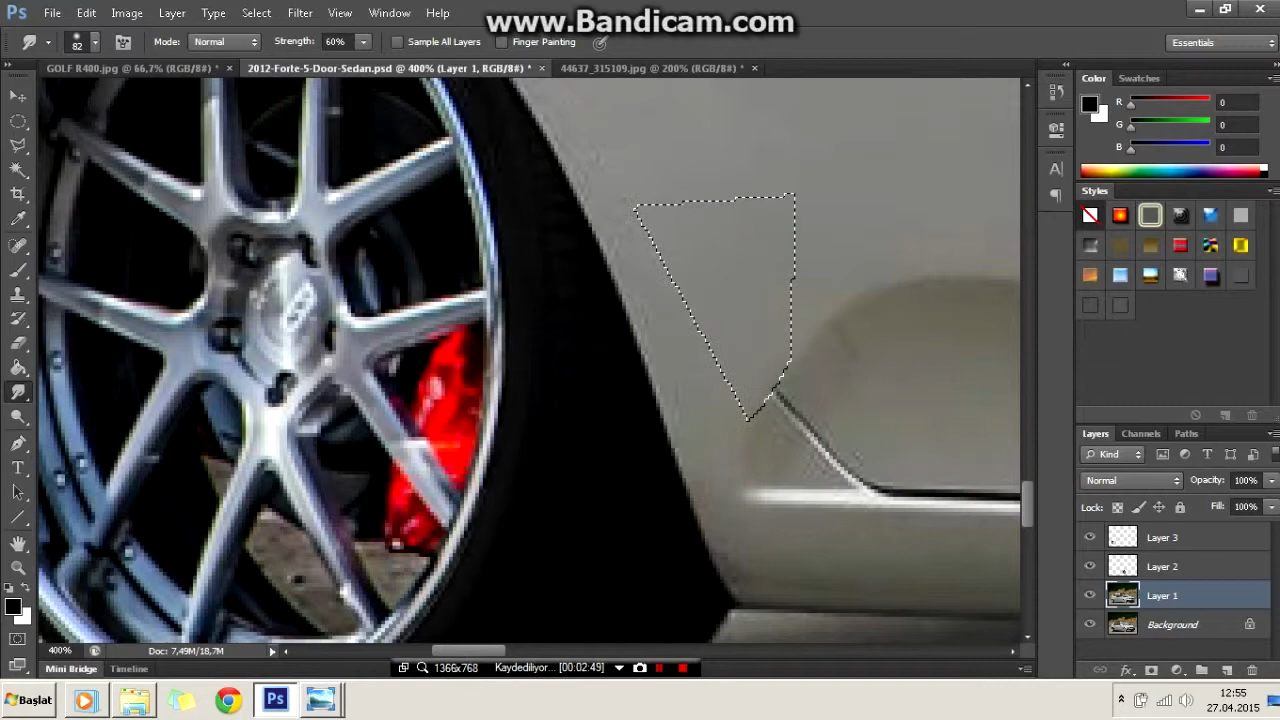 www.Bandicam.com
Ps File Edit Image Layer Type Select Filter View Window Help
82 Mode: Normal Strength: 60% Sample All Layers Finger Painting Essentials
GOLF R400.jpg @ 66,7% (RGB/8#) * × 2012-Forte-5-Door-Sedan.psd @ 400% (Layer 1, RGB/8#) * × 44637_315109.jpg @ 200% (RGB/8#) * ×
Color Swatches
R 0
G 0
B 0
Styles
Layers Channels Paths
Kind
Normal Opacity: 100%
Lock: Fill: 100%
Layer 3
Layer 2
Layer 1
Background
400% Doc: 7,49M/18,7M
Mini Bridge Timeline
1366x768 Kaydediliyor... [00:02:49]
Başlat Ps
12:55
27.04.2015